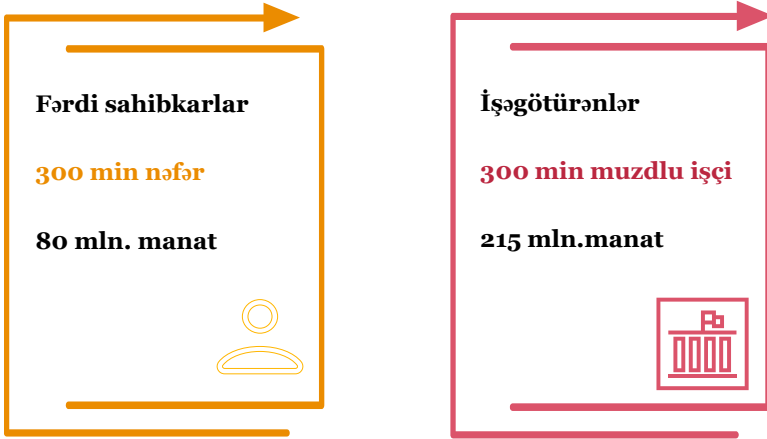 Fərdi sahibkarlar
300 min nəfər
80 mln. manat
İşəgötürənlər
300 min muzdlu işçi
215 mln.manat